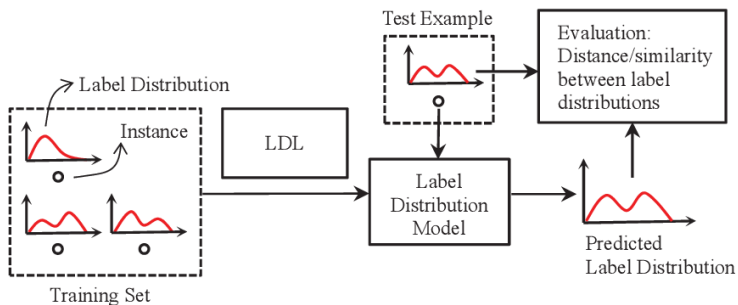 Test Example
Evaluation:
Distance/similarity
between label
distributions
Label Distribution
Instance
LDL
Label
Distribution
Model
Predicted
Label Distribution
Training Set